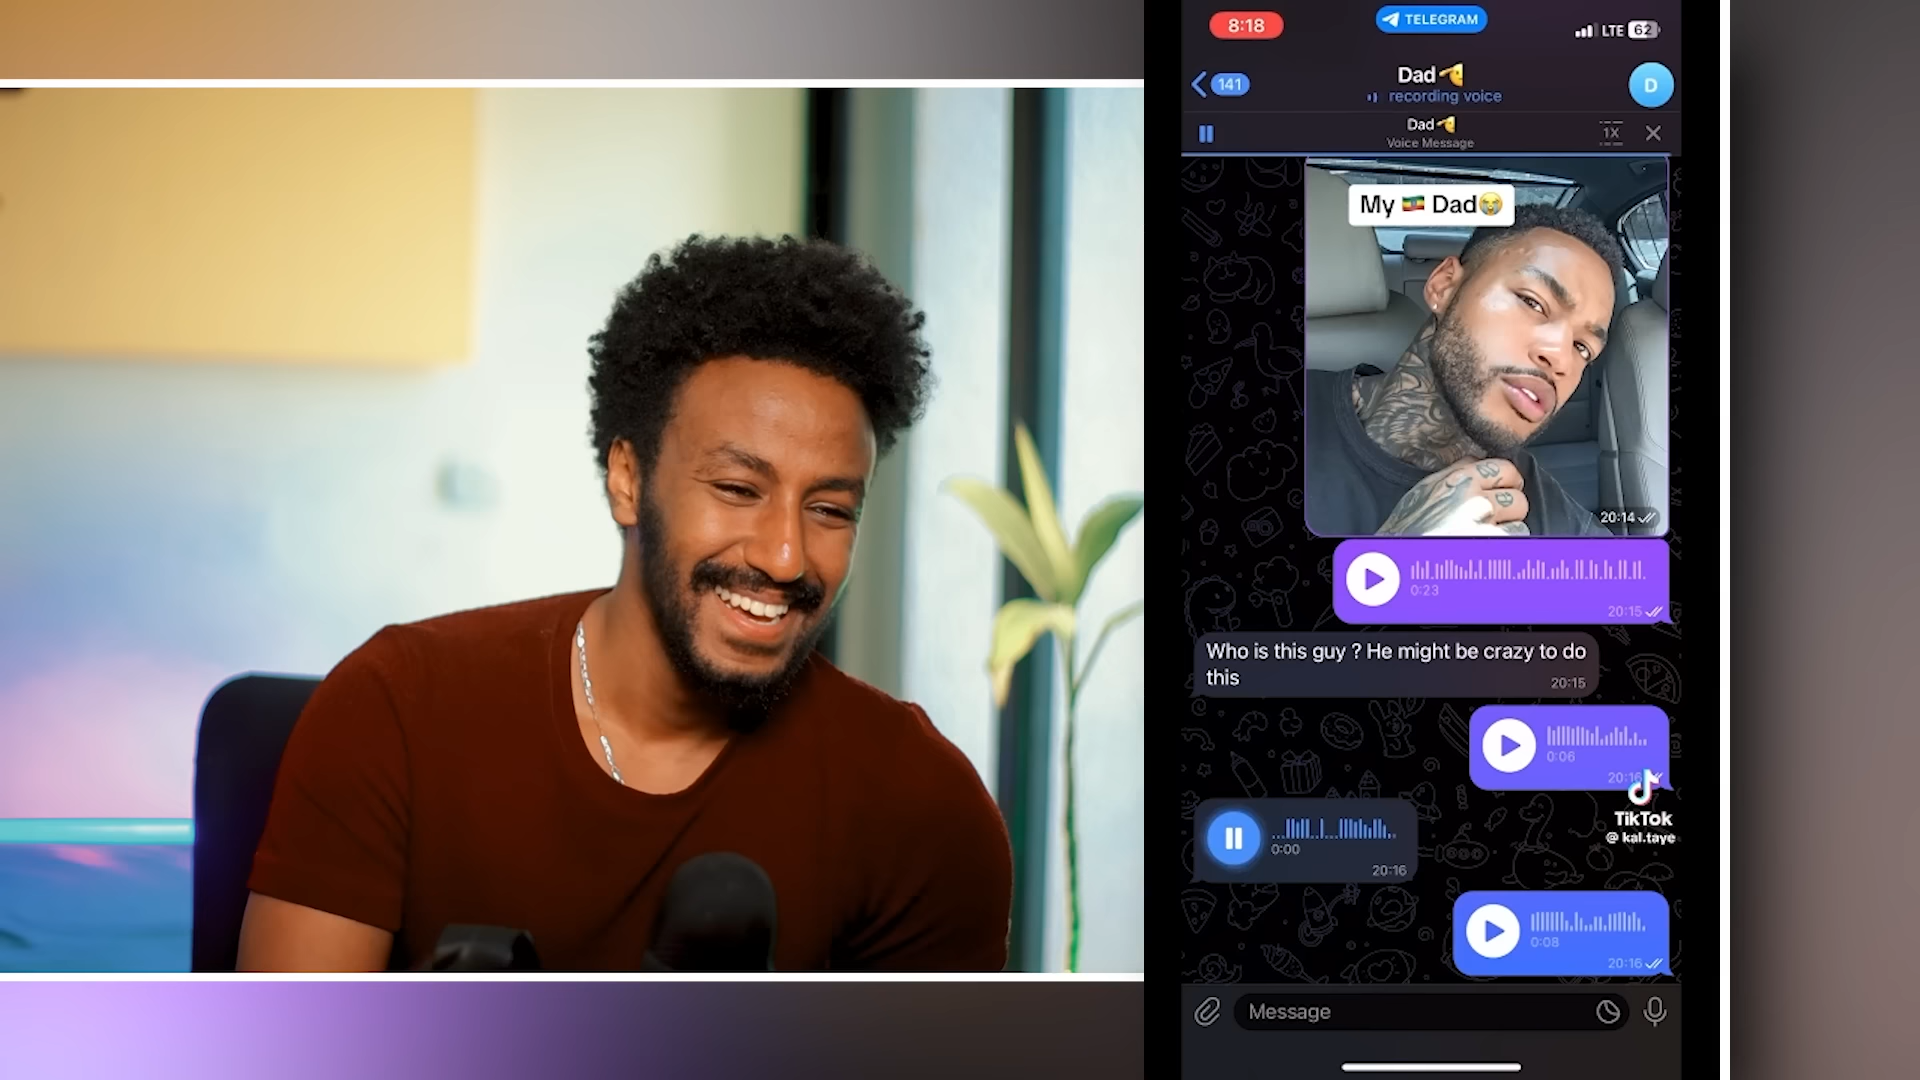 8:18
TELEGRAM
LTE 62
141
Dad
recording voice
D
Dad
Voice Message
1X
My Dad
20:14
0:23
20:15
Who is this guy ? He might be crazy to do
this
20:15
0:06
20:16
TikTok
@ kal.taye
0:00
20:16
0:08
20:16
Message